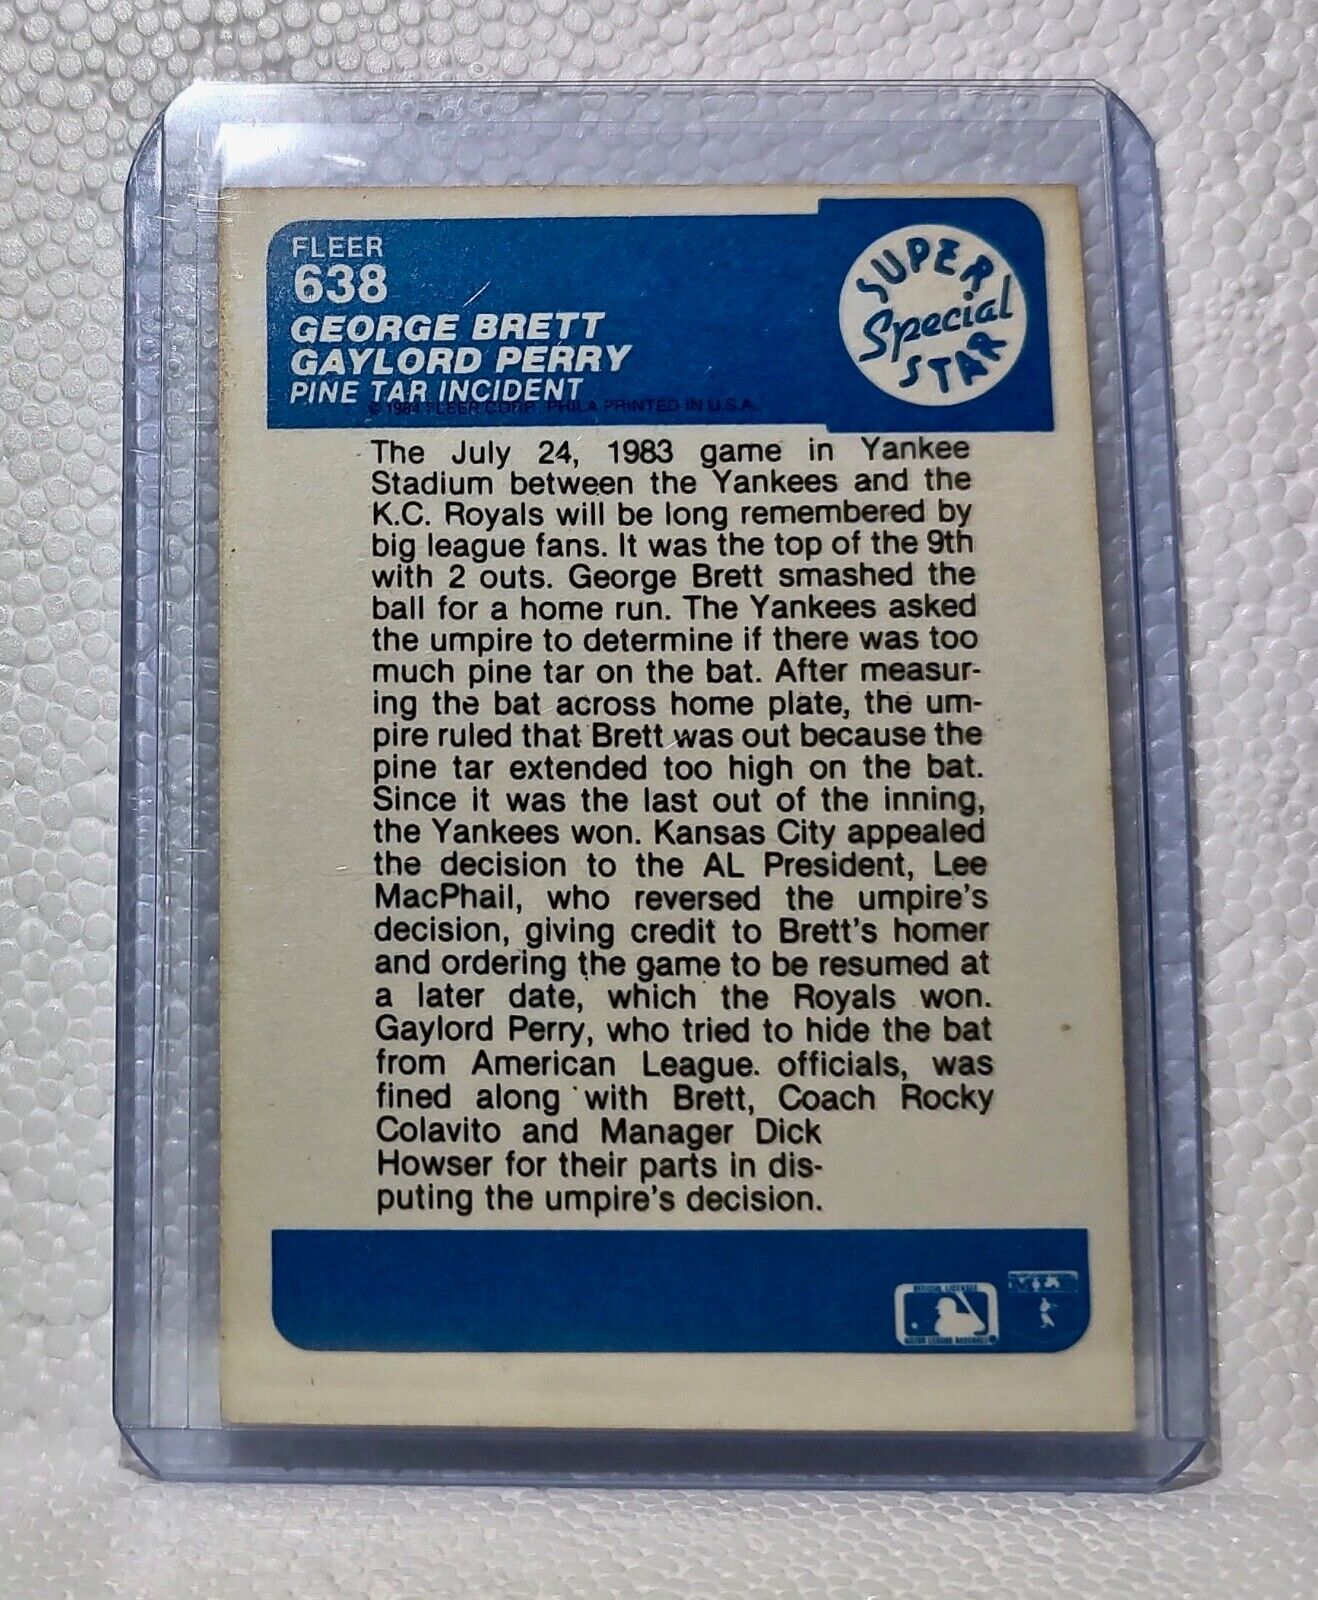 FLEER
638
GEORGE BRETT
GAYLORD PERRY
PINE TAR INCIDENT
© 1984 FLEER CORP. PHILA PRINTED IN U.S.A.
SUPER
Special
STAR
The July 24, 1983 game in Yankee
Stadium between the Yankees and the
K.C. Royals will be long remembered by
big league fans. It was the top of the 9th
with 2 outs. George Brett smashed the
ball for a home run. The Yankees asked
the umpire to determine if there was too
much pine tar on the bat. After measur-
ing the bat across home plate, the um-
pire ruled that Brett was out because the
pine tar extended too high on the bat.
Since it was the last out of the inning,
the Yankees won. Kansas City appealed
the decision to the AL President, Lee
MacPhail, who reversed the umpire's
decision, giving credit to Brett's homer
and ordering the game to be resumed at
a later date, which the Royals won.
Gaylord Perry, who tried to hide the bat
from American League. officials, was
fined along with Brett, Coach Rocky
Colavito and Manager Dick
Howser for their parts in dis-
puting the umpire's decision.
OFFICIAL LICENSEE
MAJOR LEAGUE BASEBALL